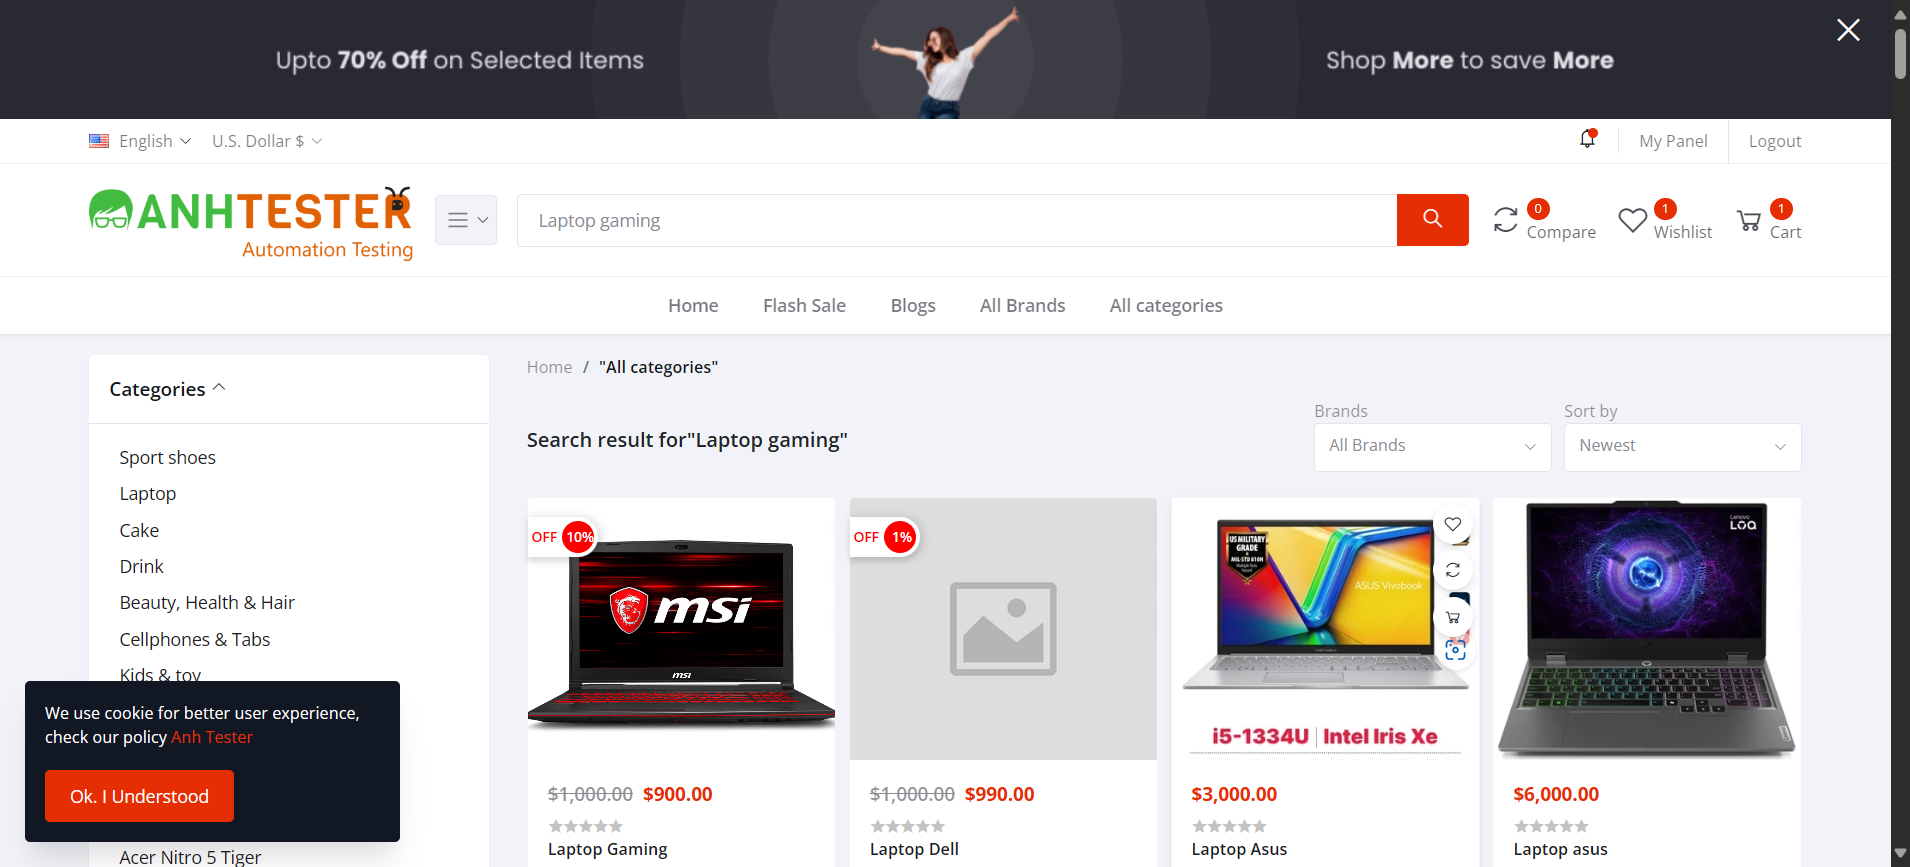 Upto 70% Off on Selected Items
Shop More to save More
English
U.S. Dollar $
My Panel
Logout
ANHTESTER
Automation Testing
Laptop gaming
0
Compare
1
Wishlist
1
Cart
Home
Flash Sale
Blogs
All Brands
All categories
Categories
Sport shoes
Laptop
Cake
Drink
Beauty, Health & Hair
Cellphones & Tabs
Kids & toy
Acer Nitro 5 Tiger
We use cookie for better user experience,
check our policy Anh Tester
Ok. I Understood
Home / "All categories"
Search result for"Laptop gaming"
Brands
All Brands
Sort by
Newest
OFF 10%
msi
msi
$1,000.00 $900.00
Laptop Gaming
OFF 1%
$1,000.00 $990.00
Laptop Dell
US MILITARY
GRADE
MIL-STD 810H
ASUS Vivobook
i5-1334U | Intel Iris Xe
$3,000.00
Laptop Asus
Lenovo
LOQ
$6,000.00
Laptop asus